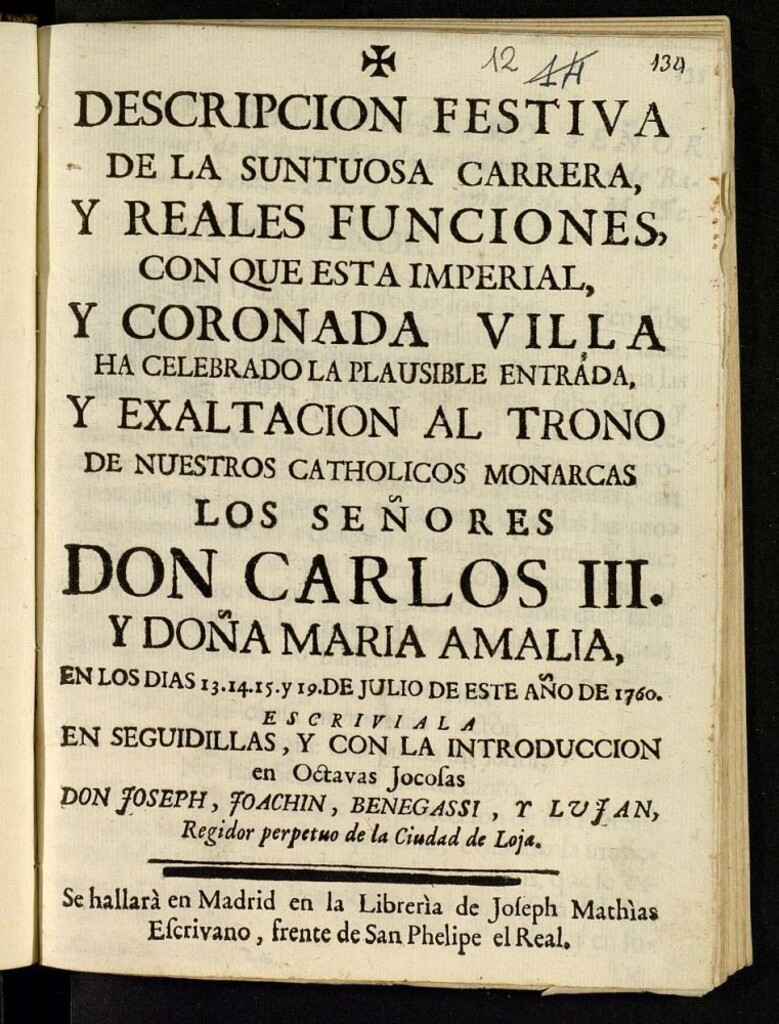 ✠ 12 14 134
DESCRIPCION FESTIVA
DE LA SUNTUOSA CARRERA,
Y REALES FUNCIONES,
CON QUE ESTA IMPERIAL,
Y CORONADA VILLA
HA CELEBRADO LA PLAUSIBLE ENTRADA,
Y EXALTACION AL TRONO
DE NUESTROS CATHOLICOS MONARCAS
LOS SEÑORES
DON CARLOS III.
Y DOÑA MARIA AMALIA,
EN LOS DIAS 13.14.15.y 19.DE JULIO DE ESTE AÑO DE 1760.
ESCRIVIALA
EN SEGUIDILLAS, Y CON LA INTRODUCCION
en Octavas Jocoſas
DON JOSEPH, JOACHIN, BENEGASSI, Y LUJAN,
Regidor perpetuo de la Ciudad de Loja.
Se hallarà en Madrid en la Librerìa de Joſeph Mathìas
Eſcrivano, frente de San Phelipe el Real.